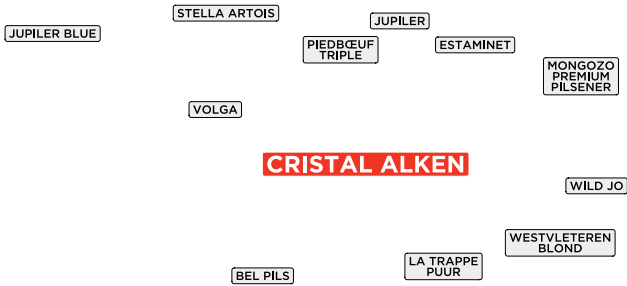 STELLA ARTOIS
JUPILER
JUPILER BLUE
PIEDBŒUF
TRIPLE
ESTAMINET
MONGOZO
PREMIUM
PILSENER
VOLGA
CRISTAL ALKEN
WILD JO
WESTVLETEREN
BLOND
LA TRAPPE
PUUR
BEL PILS